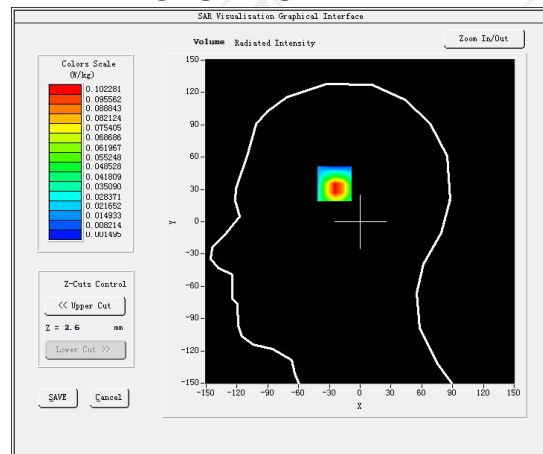 SAR Visualisation Graphical Interface
Volume Radiated Intensity
Zoom In/Out
Colors Scale
(W/kg)
0.102281
0.095562
0.088843
0.082124
0.075405
0.068686
0.061967
0.055248
0.048528
0.041809
0.035090
0.028371
0.021652
0.014933
0.008214
0.001495
Z-Cuts Control
<< Upper Cut
Z = 2.6 mm
Lower Cut >>
SAVE Cancel
150
120
90
60
30
0
-30
-60
-90
-120
-150
Y
-150 -120 -90 -60 -30 0 30 60 90 120 150
X